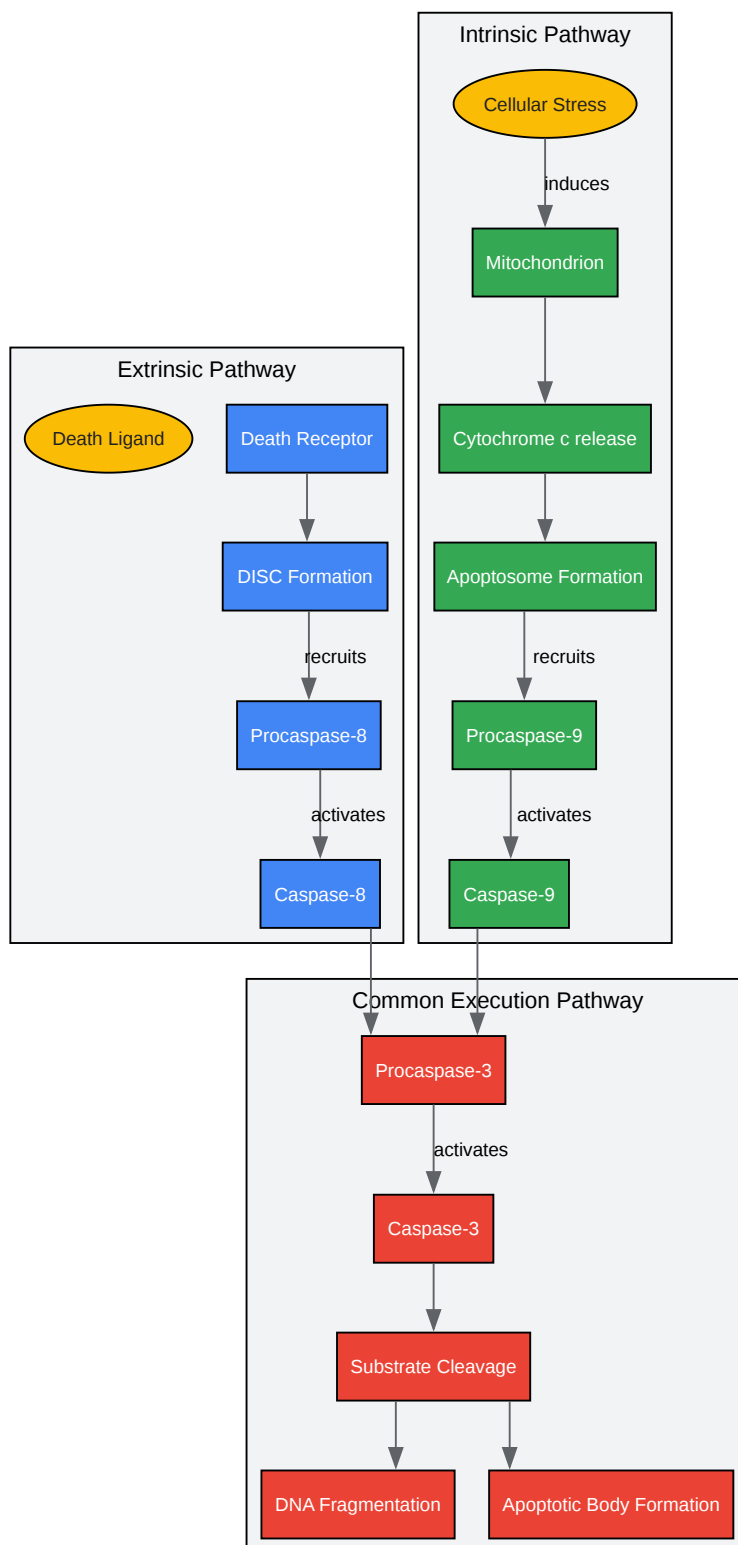 Intrinsic Pathway
Cellular Stress
induces
Mitochondrion
Cytochrome c release
Apoptosome Formation
recruits
Procaspase-9
activates
Caspase-9
Extrinsic Pathway
Death Ligand
Death Receptor
DISC Formation
recruits
Procaspase-8
activates
Caspase-8
Common Execution Pathway
Procaspase-3
activates
Caspase-3
Substrate Cleavage
DNA Fragmentation
Apoptotic Body Formation